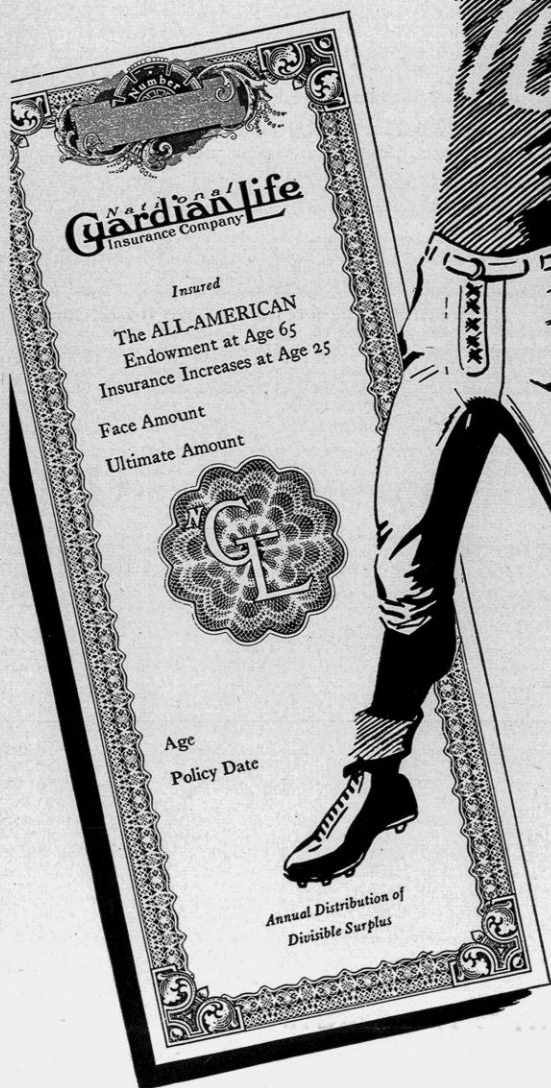 Number
National
Guardian Life
Insurance Company
Insured
The ALL-AMERICAN
Endowment at Age 65
Insurance Increases at Age 25
Face Amount
Ultimate Amount
NGL
Age
Policy Date
Annual Distribution of
Divisible Surplus